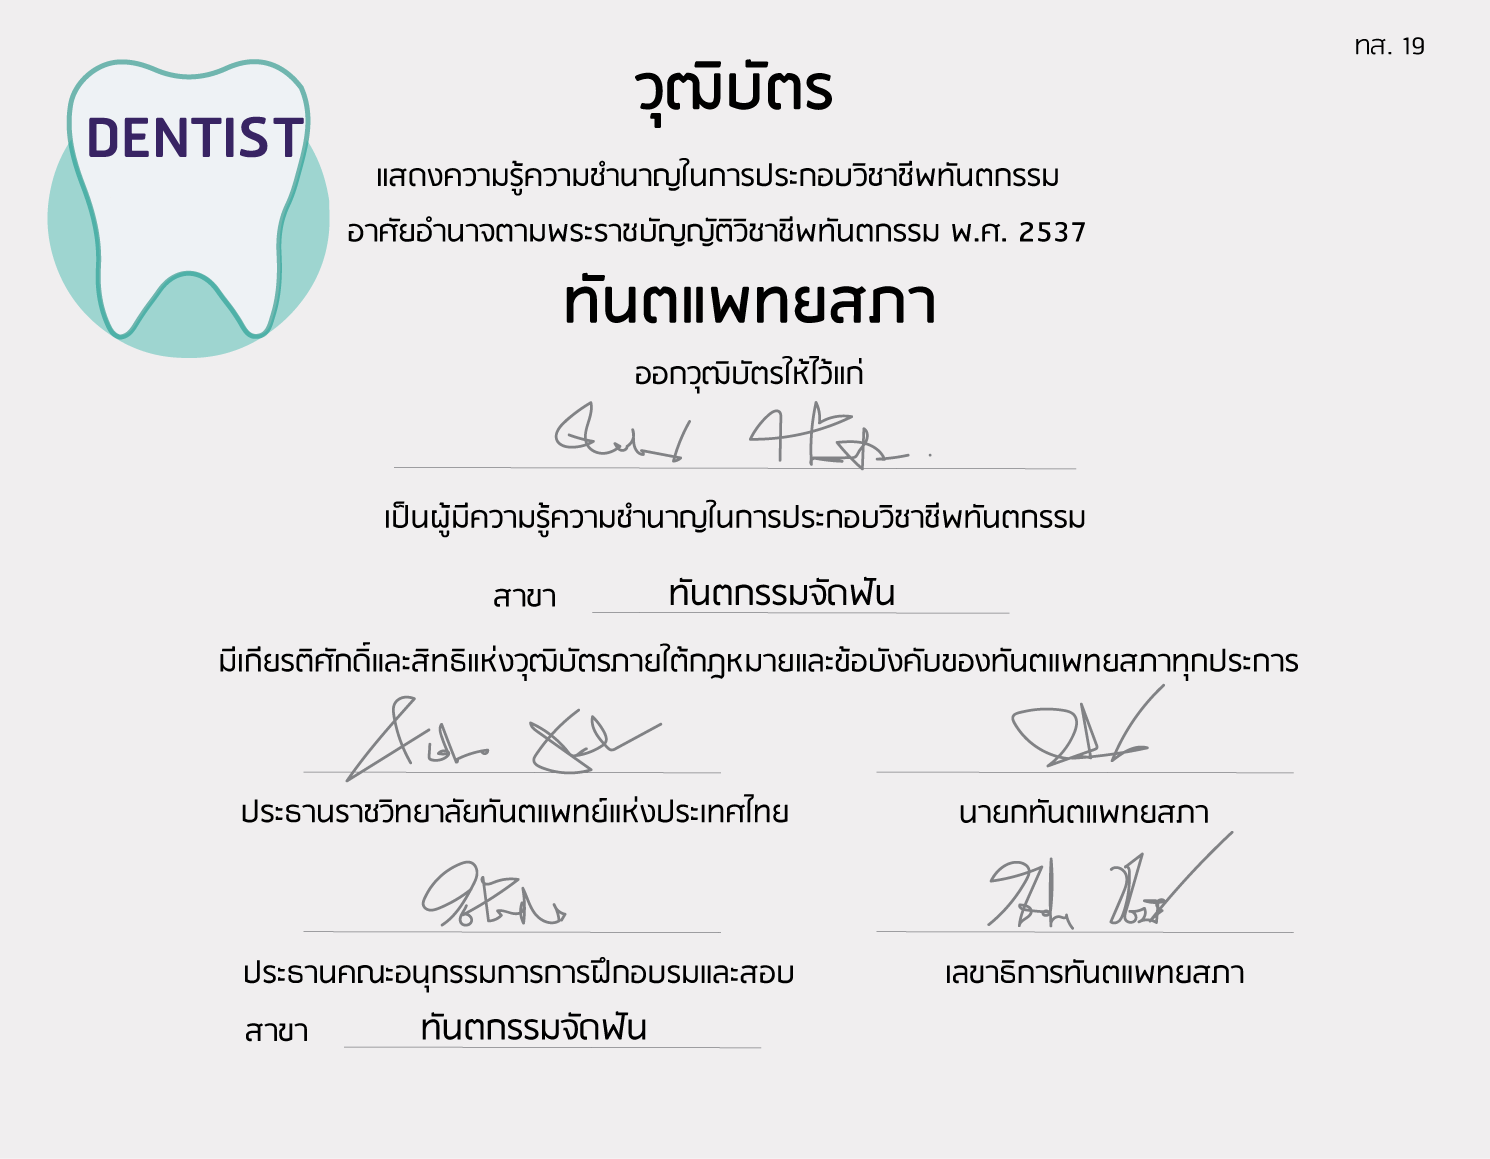 ทส. 19
DENTIST
วุฒิบัตร
แสดงความรู้ความชำนาญในการประกอบวิชาชีพทันตกรรม
อาศัยอำนาจตามพระราชบัญญัติวิชาชีพทันตกรรม พ.ศ. 2537
ทันตแพทยสภา
ออกวุฒิบัตรให้ไว้แก่
เป็นผู้มีความรู้ความชำนาญในการประกอบวิชาชีพทันตกรรม
สาขา ทันตกรรมจัดฟัน
มีเกียรติศักดิ์และสิทธิแห่งวุฒิบัตรภายใต้กฎหมายและข้อบังคับของทันตแพทยสภาทุกประการ
ประธานราชวิทยาลัยทันตแพทย์แห่งประเทศไทย นายกทันตแพทยสภา
ประธานคณะอนุกรรมการการฝึกอบรมและสอบ เลขาธิการทันตแพทยสภา
สาขา ทันตกรรมจัดฟัน